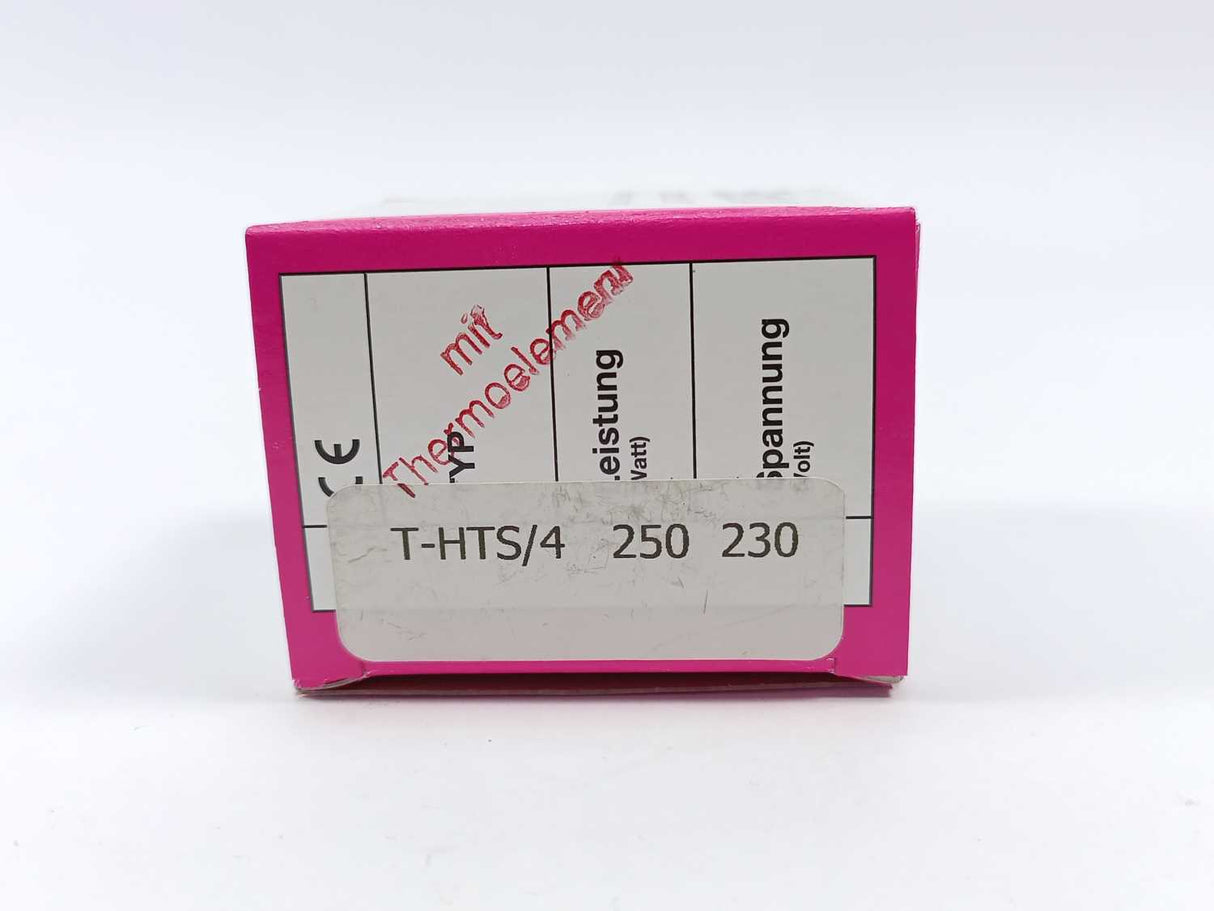 CE
TYP
Leistung
(Watt)
Spannung
(Volt)
mit
Thermoelement
T-HTS/4 250 230